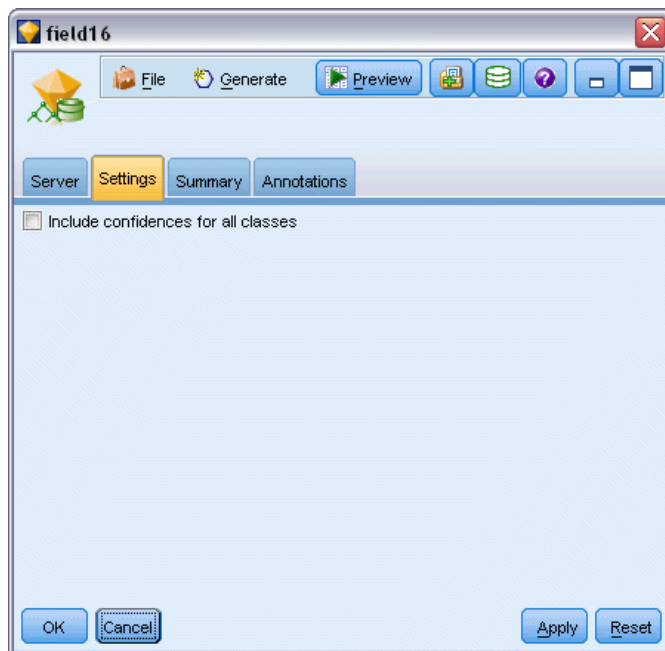 field16
File Generate Preview
Server Settings Summary Annotations
Include confidences for all classes
OK Cancel Apply Reset